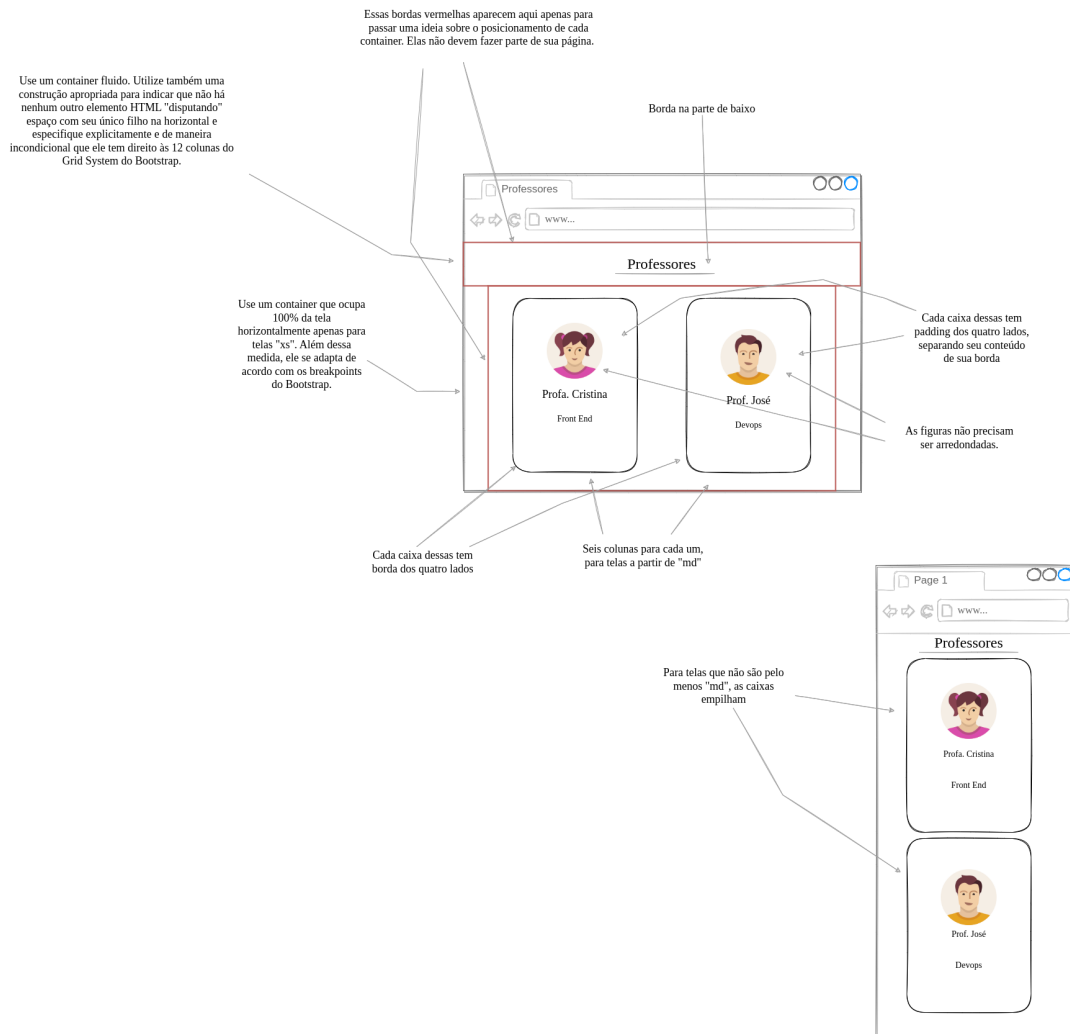 Essas bordas vermelhas aparecem aqui apenas para
passar uma ideia sobre o posicionamento de cada
container. Elas não devem fazer parte de sua página.
Use um container fluido. Utilize também uma
construção apropriada para indicar que não há
nenhum outro elemento HTML "disputando"
espaço com seu único filho na horizontal e
especifique explicitamente e de maneira
incondicional que ele tem direito às 12 colunas do
Grid System do Bootstrap.
Borda na parte de baixo
Professores
www...
Professores
Use um container que ocupa
100% da tela
horizontalmente apenas para
telas "xs". Além dessa
medida, ele se adapta de
acordo com os breakpoints
do Bootstrap.
Profa. Cristina
Front End
Prof. José
Devops
Cada caixa dessas tem
padding dos quatro lados,
separando seu conteúdo
de sua borda
As figuras não precisam
ser arredondadas.
Cada caixa dessas tem
borda dos quatro lados
Seis colunas para cada um,
para telas a partir de "md"
Page 1
www...
Professores
Para telas que não são pelo
menos "md", as caixas
empilham
Profa. Cristina
Front End
Prof. José
Devops